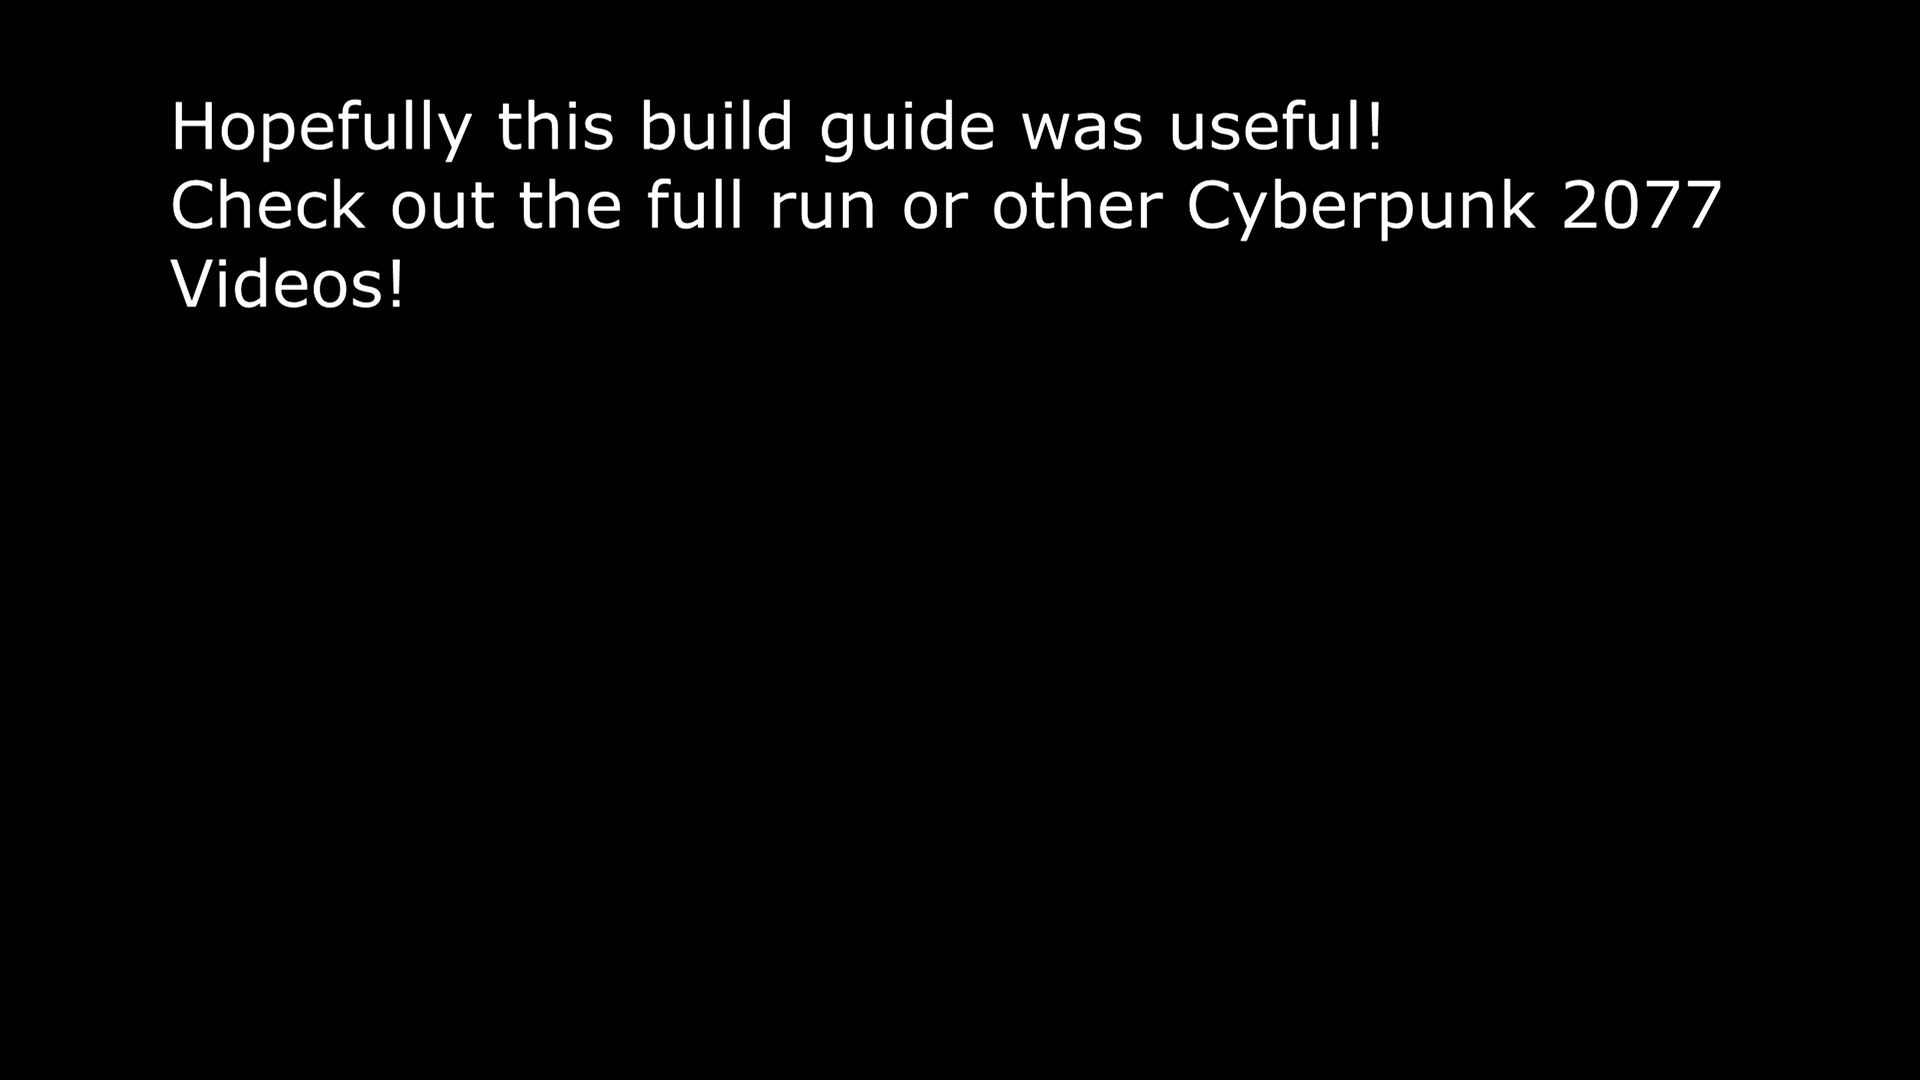 Hopefully this build guide was useful!
Check out the full run or other Cyberpunk 2077
Videos!